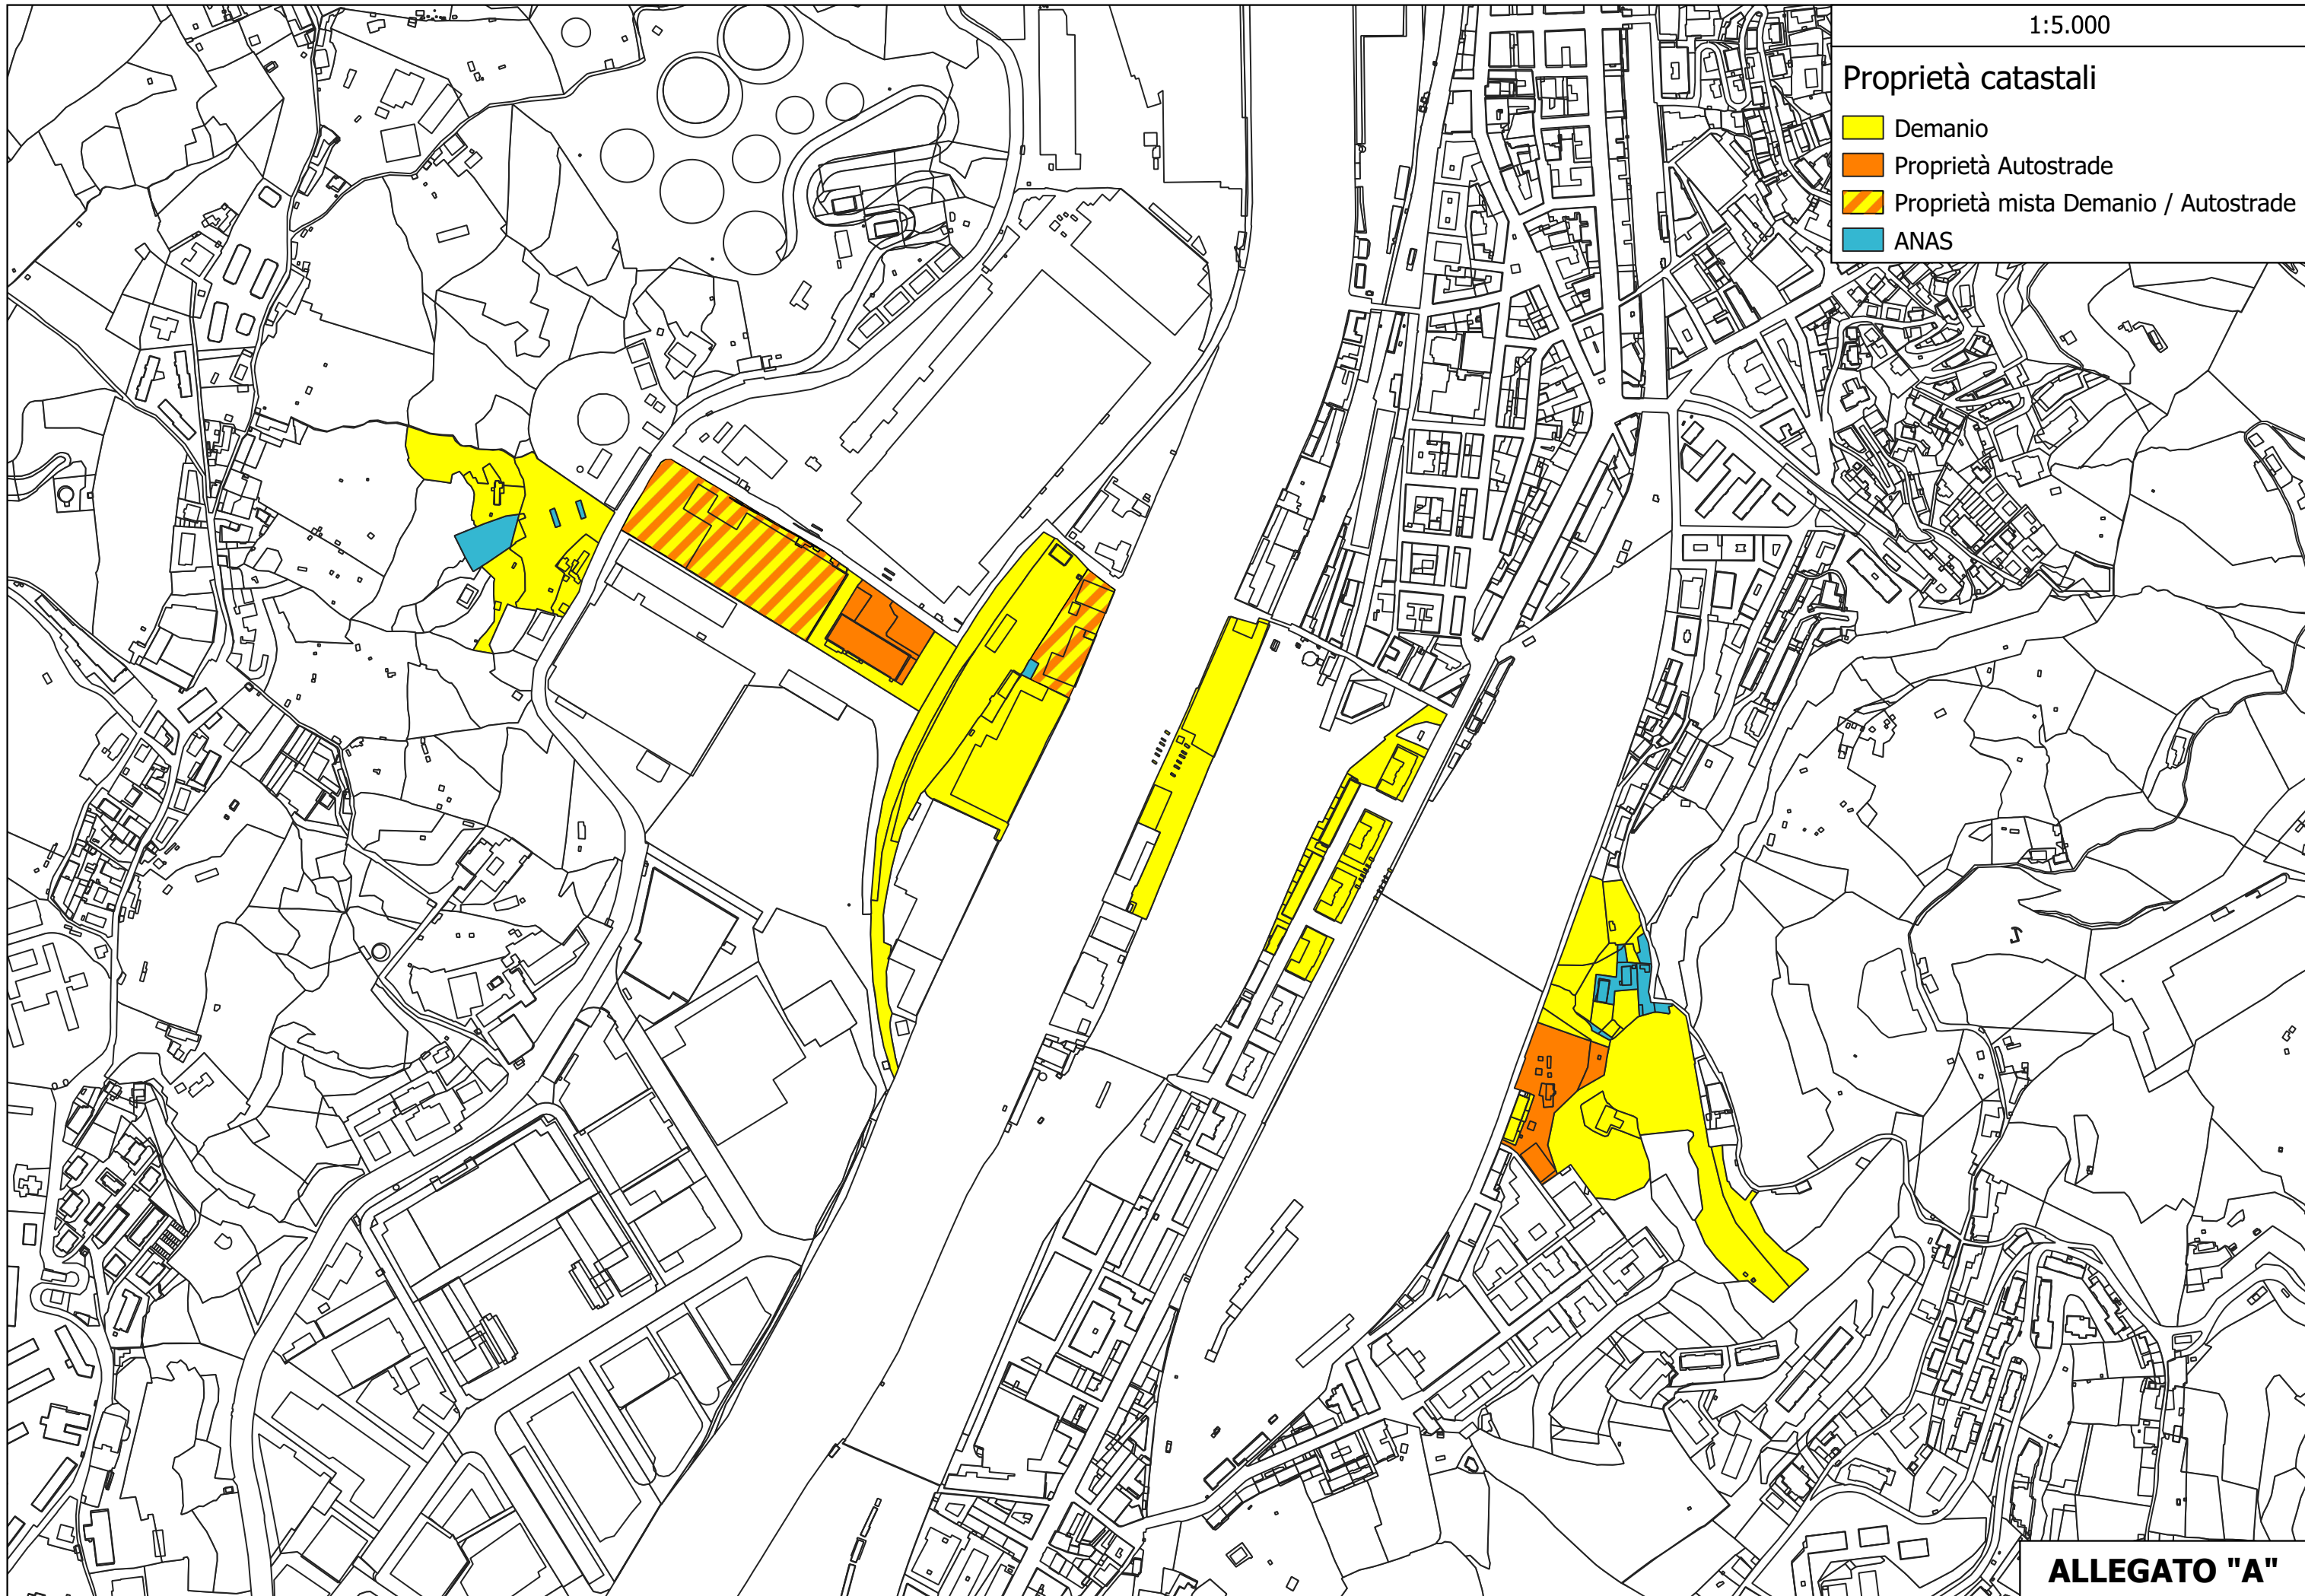 1:5.000
Proprietà catastali
Demanio
Proprietà Autostrade
Proprietà mista Demanio / Autostrade
ANAS
ALLEGATO "A"